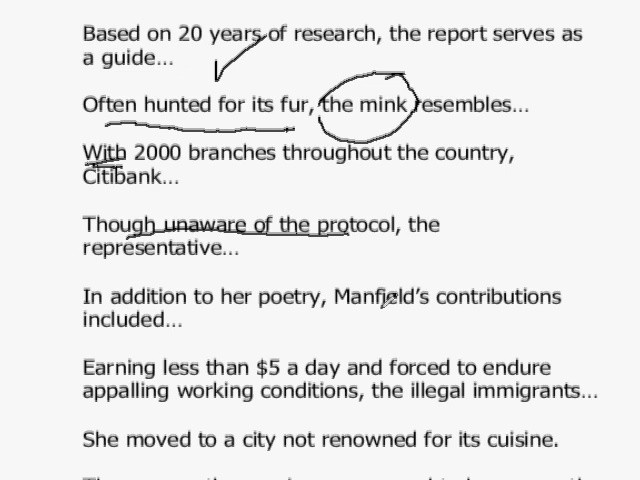 Based on 20 years of research, the report serves as
a guide...
Often hunted for its fur, the mink resembles...
With 2000 branches throughout the country,
Citibank...
Though unaware of the protocol, the
representative...
In addition to her poetry, Manfield's contributions
included...
Earning less than $5 a day and forced to endure
appalling working conditions, the illegal immigrants...
She moved to a city not renowned for its cuisine.